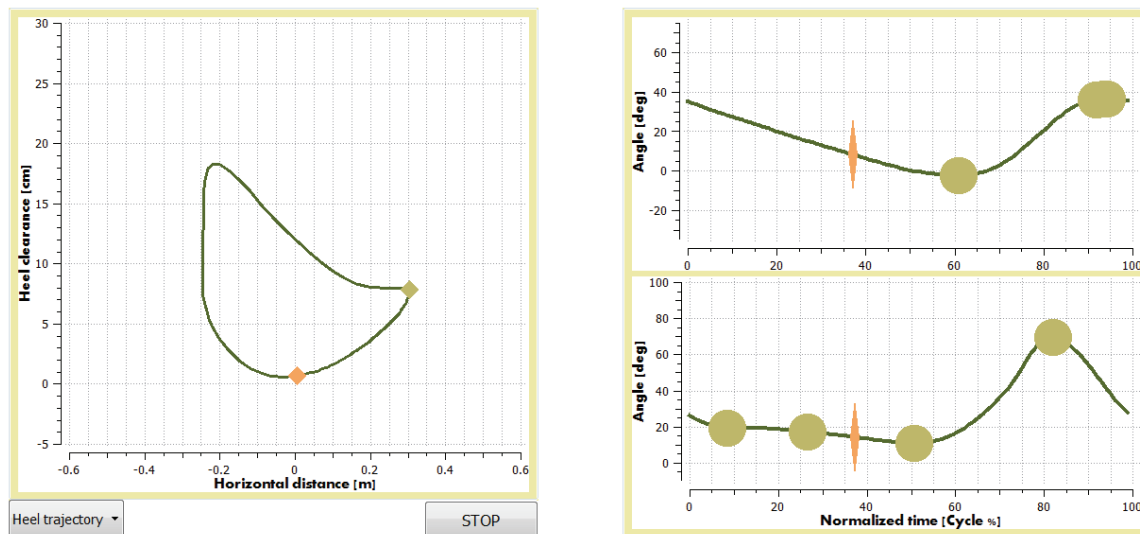 30
25
20
15
10
5
0
-5
Heel clearance [cm]
-0.6 -0.4 -0.2 0 0.2 0.4 0.6
Horizontal distance [m]
Heel trajectory
STOP
60
40
20
0
-20
Angle [deg]
0 20 40 60 80 100
100
80
60
40
20
0
Angle [deg]
0 20 40 60 80 100
Normalized time [Cycle %]